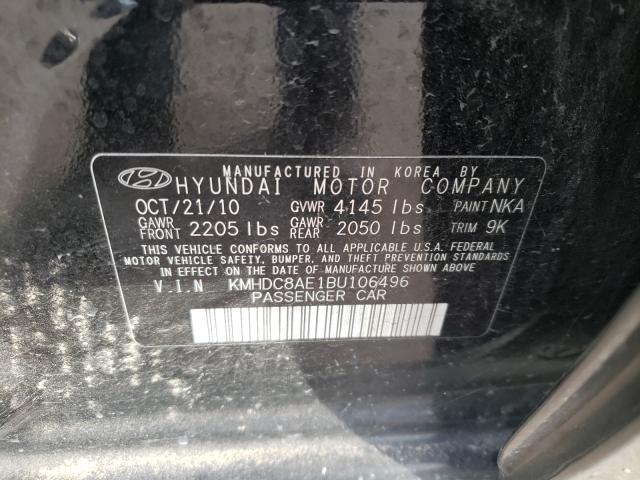 MANUFACTURED IN KOREA BY
HYUNDAI MOTOR COMPANY
OCT/21/10 GVWR 4145 lbs PAINT NKA
GAWR FRONT 2205 lbs GAWR REAR 2050 lbs TRIM 9K
THIS VEHICLE CONFORMS TO ALL APPLICABLE U.S.A. FEDERAL
MOTOR VEHICLE SAFETY, BUMPER, AND THEFT PREVENTION STANDARDS
IN EFFECT ON THE DATE OF MANUFACTURE SHOWN ABOVE
V I N KMHDC8AE1BU106496
PASSENGER CAR